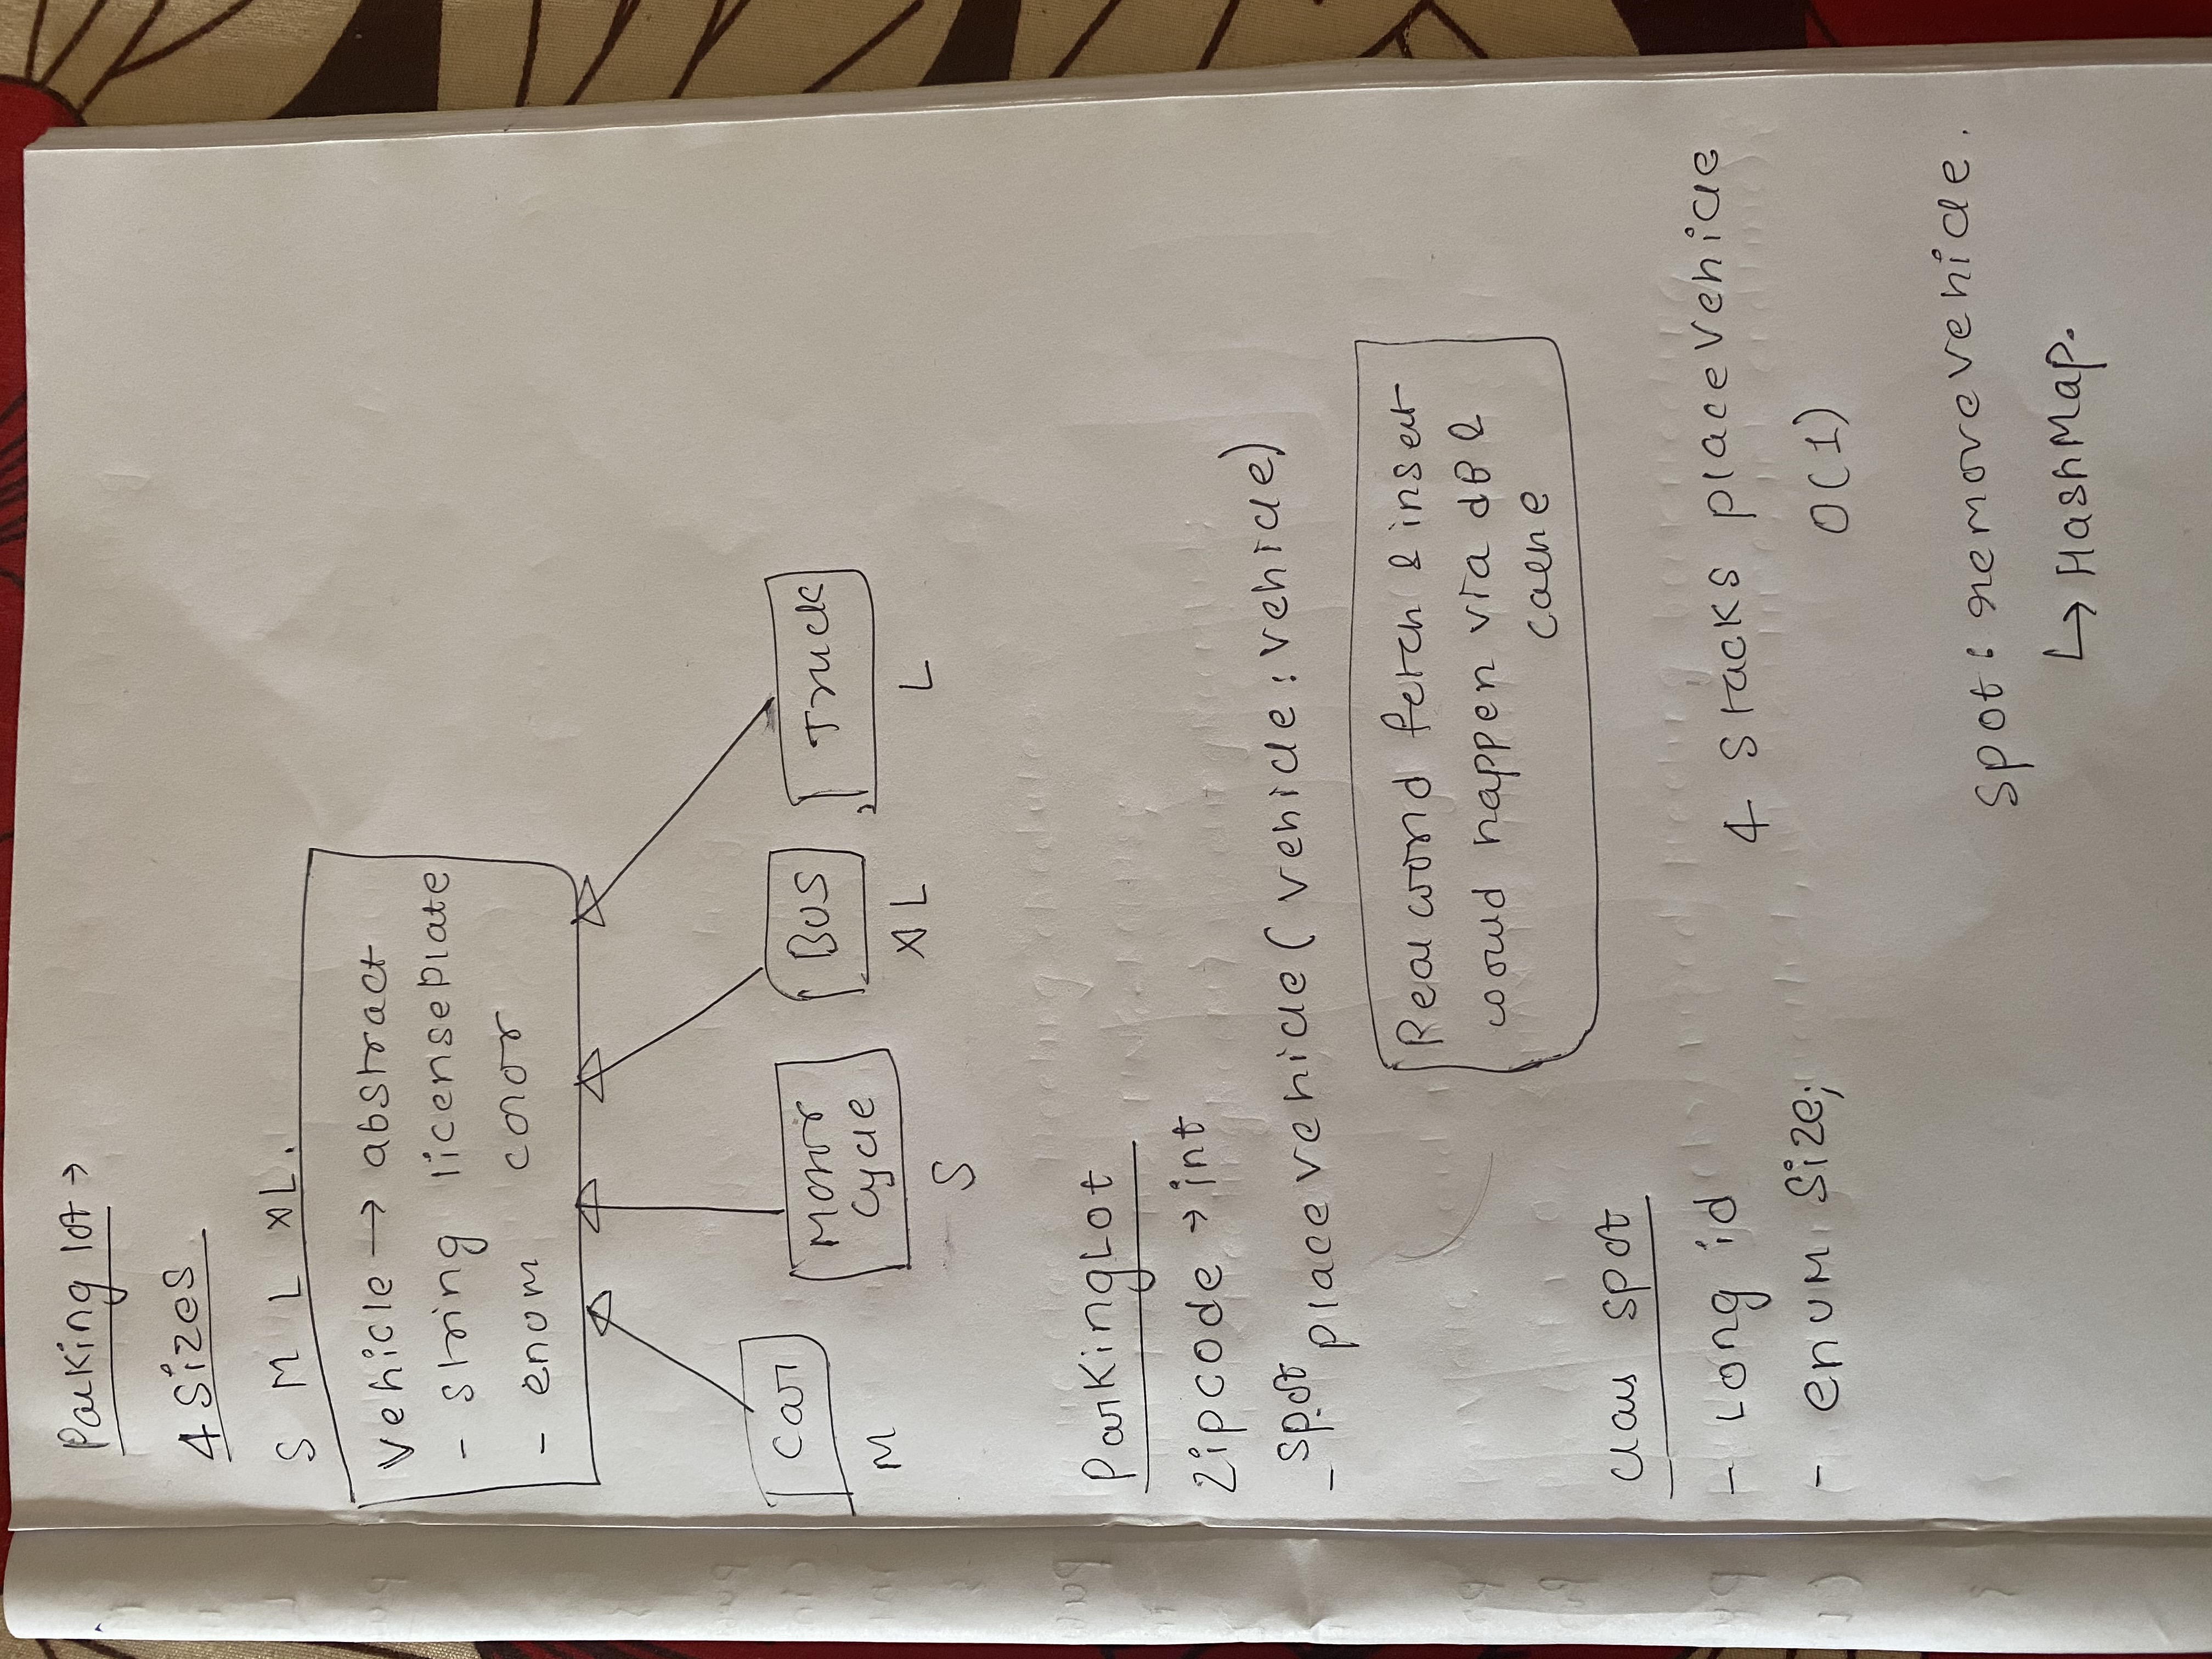 Parking lot →
4 Sizes
S M L XL.
Vehicle → abstract
- string licensePlate
- enum color
Car
Motor
cycle
Bus
Truck
M
S
XL
L
ParkingLot
Zipcode → int
- spot placeVehicle( vehicle : vehicle)
Real world fetch & insert
would happen via dB &
cache
class spot
- Long id
- enum size;
4 stacks placeVehicle
O(1)
spot : removeVehicle.
↳ HashMap.